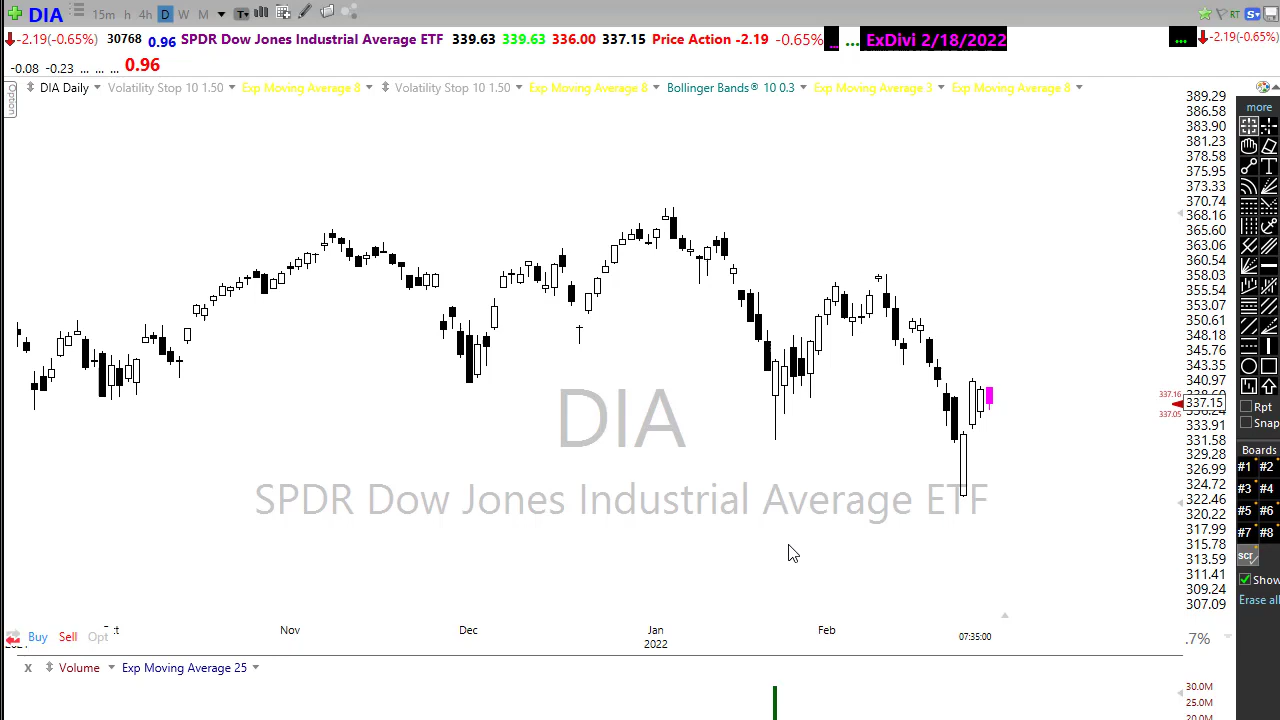 DIA 15m h 4h D W M T RT S
-2.19(-0.65%) 30768 0.96 SPDR Dow Jones Industrial Average ETF 339.63 339.63 336.00 337.15 Price Action -2.19 -0.65% ... ... ExDivi 2/18/2022 ... -2.19(-0.65%)
-0.08 -0.23 ... ... 0.96
Option
DIA Daily Volatility Stop 10 1.50 Exp Moving Average 8 Volatility Stop 10 1.50 Exp Moving Average 8 Bollinger Bands® 10 0.3 Exp Moving Average 3 Exp Moving Average 8
389.29
386.58
383.90
381.23
378.58
375.95
373.33
370.74
368.16
365.60
363.06
360.54
358.03
355.54
353.07
350.61
348.18
345.76
343.35
340.97
337.16
337.15
337.05
333.91
331.58
329.28
326.99
324.72
322.46
320.22
317.99
315.78
313.59
311.41
309.24
307.09
more
T
Rpt
Snap
Boards
#1 #2
#3 #4
#5 #6
#7 #8
scr
Show
Erase all
DIA
SPDR Dow Jones Industrial Average ETF
Nov Dec Jan Feb
2022 07:35:00
Buy Sell Opt .7%
X Volume Exp Moving Average 25
30.0M
25.0M
20.0M